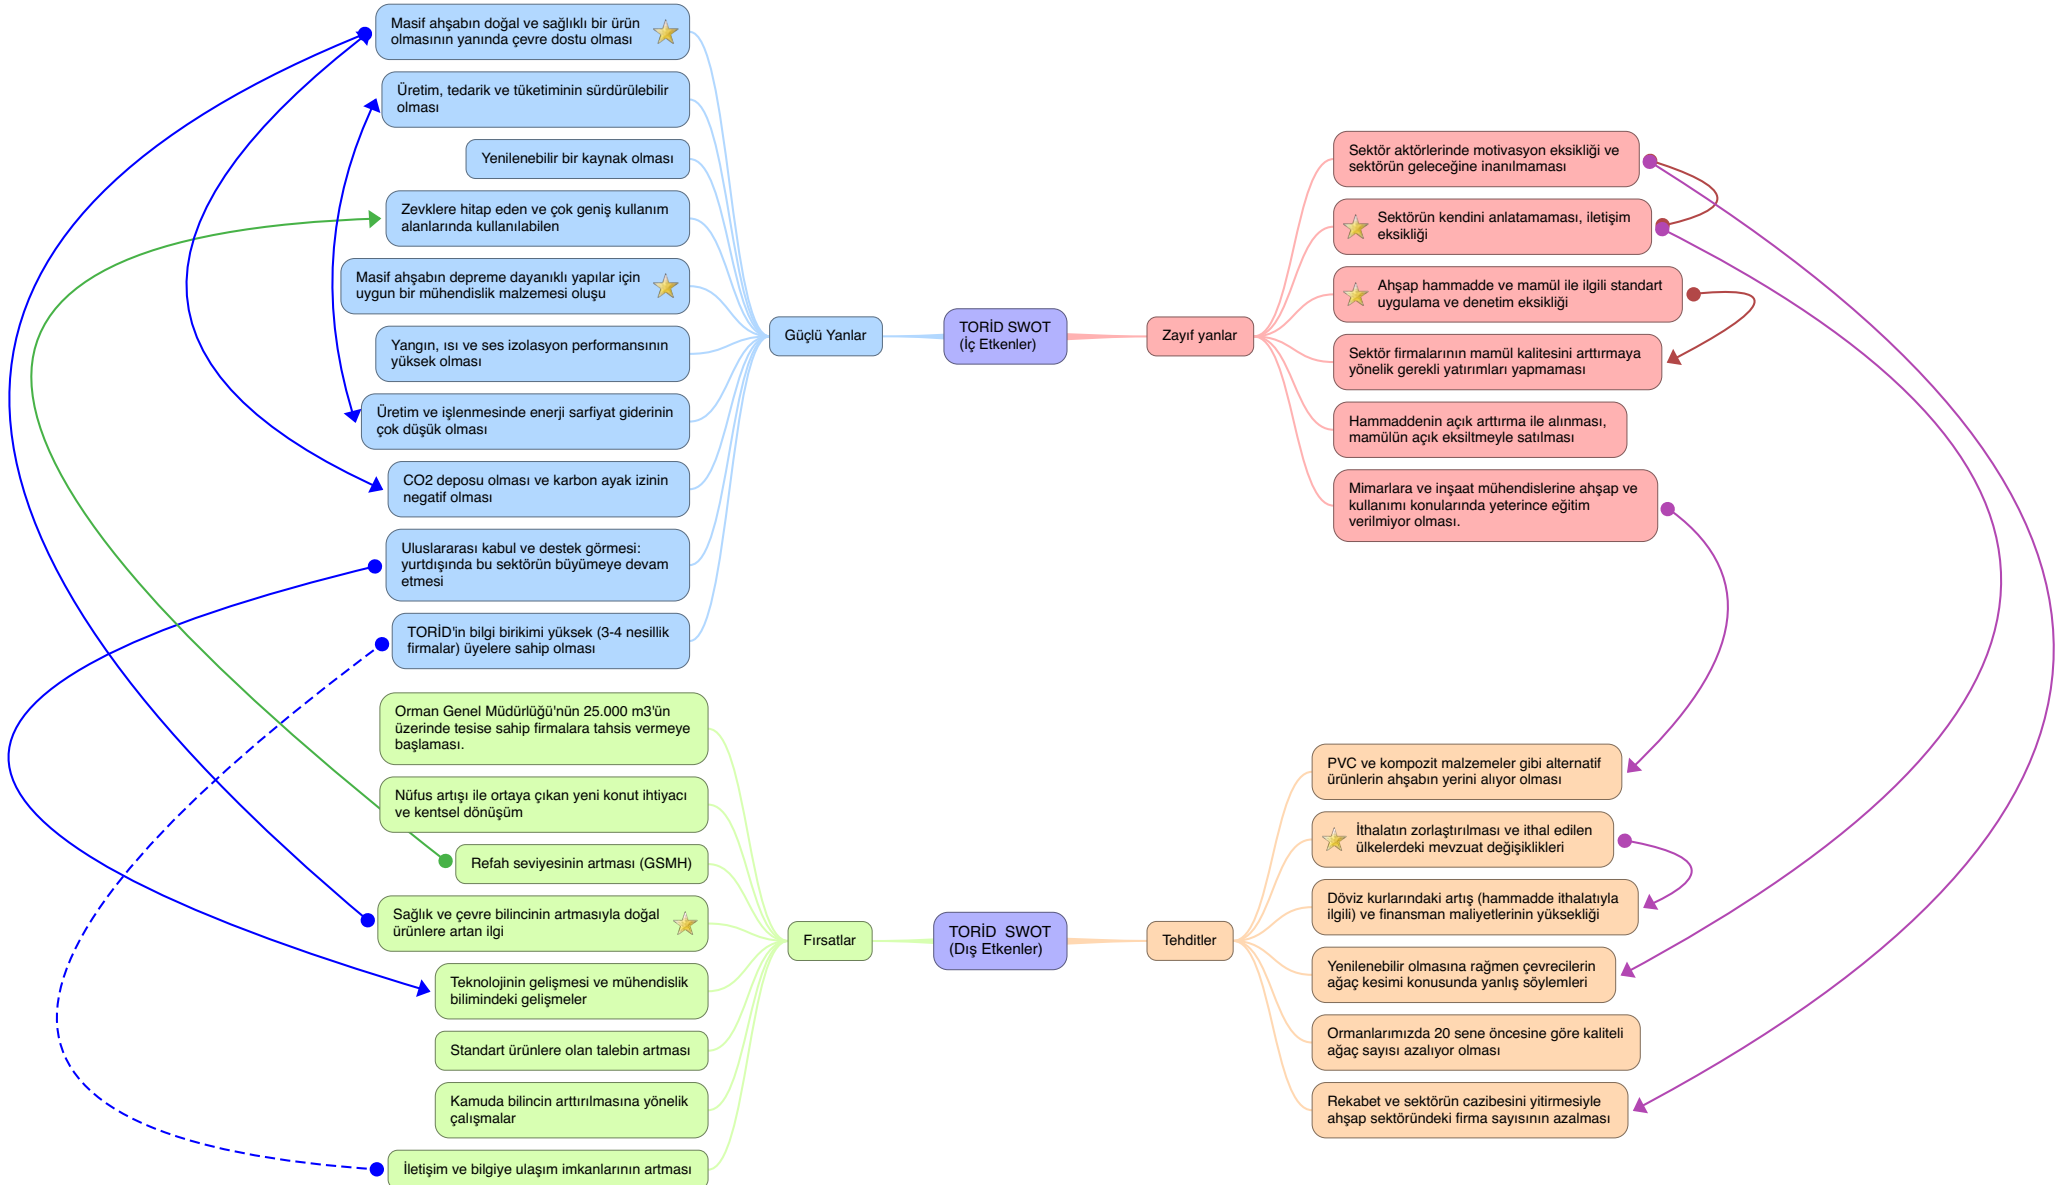 Masif ahşabın doğal ve sağlıklı bir ürün
olmasının yanında çevre dostu olması
Üretim, tedarik ve tüketiminin sürdürülebilir
olması
Yenilenebilir bir kaynak olması
Zevklere hitap eden ve çok geniş kullanım
alanlarında kullanılabilen
Masif ahşabın depreme dayanıklı yapılar için
uygun bir mühendislik malzemesi oluşu
Yangın, ısı ve ses izolasyon performansının
yüksek olması
Üretim ve işlenmesinde enerji sarfiyat giderinin
çok düşük olması
CO2 deposu olması ve karbon ayak izinin
negatif olması
Uluslararası kabul ve destek görmesi:
yurtdışında bu sektörün büyümeye devam
etmesi
TORİD'in bilgi birikimi yüksek (3-4 nesillik
firmalar) üyelere sahip olması
Güçlü Yanlar
TORİD SWOT
(İç Etkenler)
Zayıf yanlar
Sektör aktörlerinde motivasyon eksikliği ve
sektörün geleceğine inanılmaması
Sektörün kendini anlatamaması, iletişim
eksikliği
Ahşap hammadde ve mamül ile ilgili standart
uygulama ve denetim eksikliği
Sektör firmalarının mamül kalitesini arttırmaya
yönelik gerekli yatırımları yapmaması
Hammaddenin açık arttırma ile alınması,
mamülün açık eksiltmeyle satılması
Mimarlara ve inşaat mühendislerine ahşap ve
kullanımı konularında yeterince eğitim
verilmiyor olması.
Orman Genel Müdürlüğü'nün 25.000 m3'ün
üzerinde tesise sahip firmalara tahsis vermeye
başlaması.
Nüfus artışı ile ortaya çıkan yeni konut ihtiyacı
ve kentsel dönüşüm
Refah seviyesinin artması (GSMH)
Sağlık ve çevre bilincinin artmasıyla doğal
ürünlere artan ilgi
Teknolojinin gelişmesi ve mühendislik
bilimindeki gelişmeler
Standart ürünlere olan talebin artması
Kamuda bilincin arttırılmasına yönelik
çalışmalar
İletişim ve bilgiye ulaşım imkanlarının artması
Fırsatlar
TORİD SWOT
(Dış Etkenler)
Tehditler
PVC ve kompozit malzemeler gibi alternatif
ürünlerin ahşabın yerini alıyor olması
İthalatın zorlaştırılması ve ithal edilen
ülkelerdeki mevzuat değişiklikleri
Döviz kurlarındaki artış (hammadde ithalatıyla
ilgili) ve finansman maliyetlerinin yüksekliği
Yenilenebilir olmasına rağmen çevrecilerin
ağaç kesimi konusunda yanlış söylemleri
Ormanlarımızda 20 sene öncesine göre kaliteli
ağaç sayısı azalıyor olması
Rekabet ve sektörün cazibesini yitirmesiyle
ahşap sektöründeki firma sayısının azalması